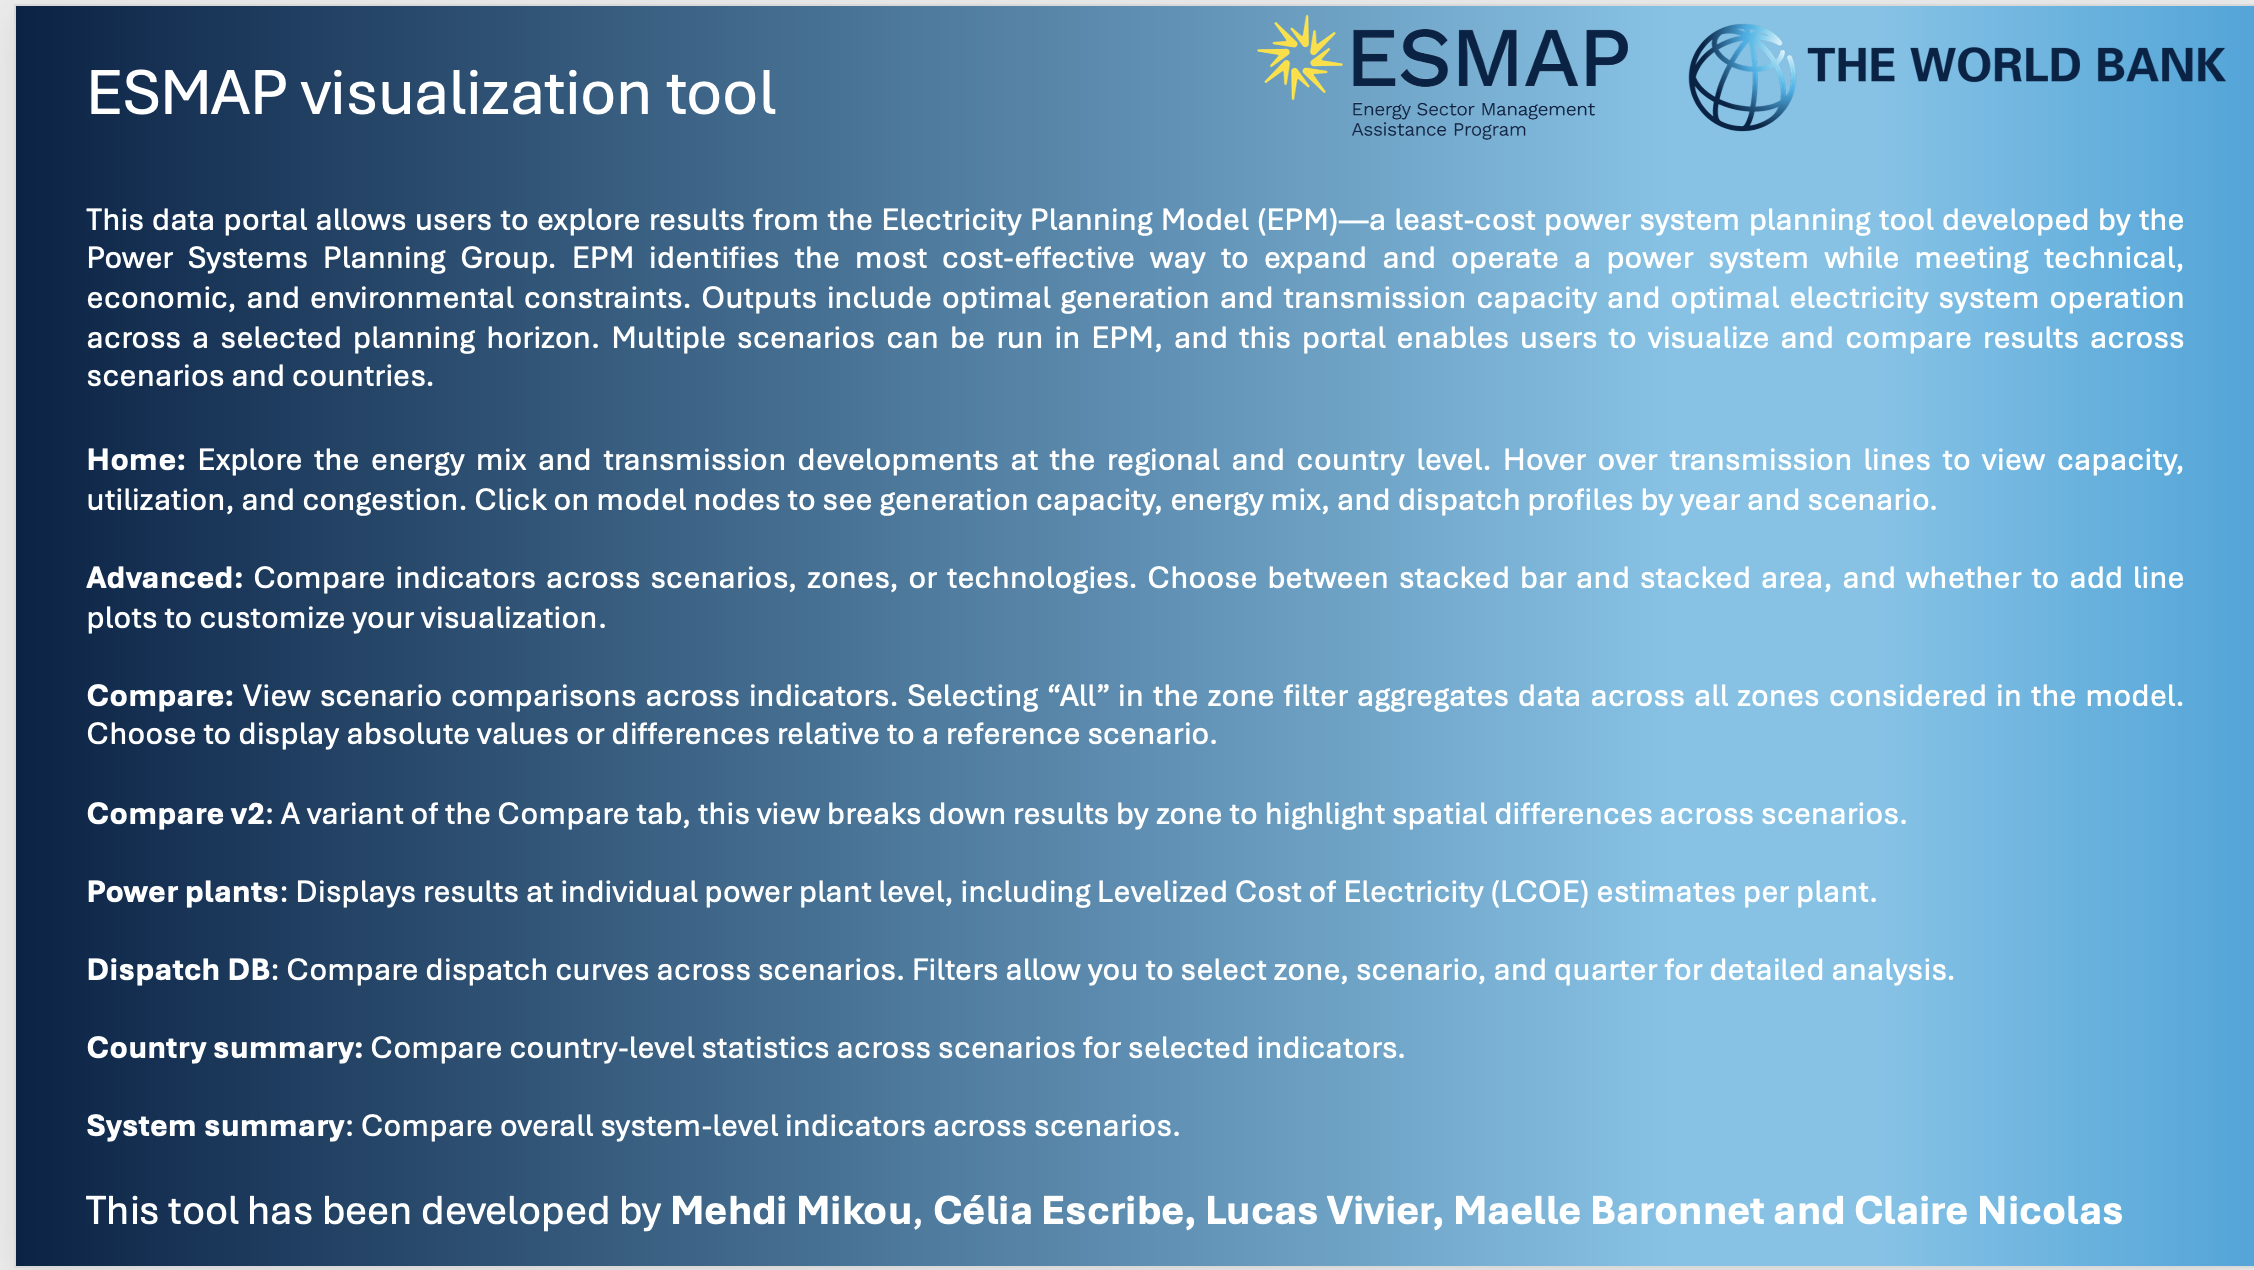 ESMAP visualization tool
ESMAP
Energy Sector Management
Assistance Program
THE WORLD BANK
This data portal allows users to explore results from the Electricity Planning Model (EPM)—a least-cost power system planning tool developed by the
Power Systems Planning Group. EPM identifies the most cost-effective way to expand and operate a power system while meeting technical,
economic, and environmental constraints. Outputs include optimal generation and transmission capacity and optimal electricity system operation
across a selected planning horizon. Multiple scenarios can be run in EPM, and this portal enables users to visualize and compare results across
scenarios and countries.
Home: Explore the energy mix and transmission developments at the regional and country level. Hover over transmission lines to view capacity,
utilization, and congestion. Click on model nodes to see generation capacity, energy mix, and dispatch profiles by year and scenario.
Advanced: Compare indicators across scenarios, zones, or technologies. Choose between stacked bar and stacked area, and whether to add line
plots to customize your visualization.
Compare: View scenario comparisons across indicators. Selecting “All” in the zone filter aggregates data across all zones considered in the model.
Choose to display absolute values or differences relative to a reference scenario.
Compare v2: A variant of the Compare tab, this view breaks down results by zone to highlight spatial differences across scenarios.
Power plants: Displays results at individual power plant level, including Levelized Cost of Electricity (LCOE) estimates per plant.
Dispatch DB: Compare dispatch curves across scenarios. Filters allow you to select zone, scenario, and quarter for detailed analysis.
Country summary: Compare country-level statistics across scenarios for selected indicators.
System summary: Compare overall system-level indicators across scenarios.
This tool has been developed by Mehdi Mikou, Célia Escribe, Lucas Vivier, Maelle Baronnet and Claire Nicolas